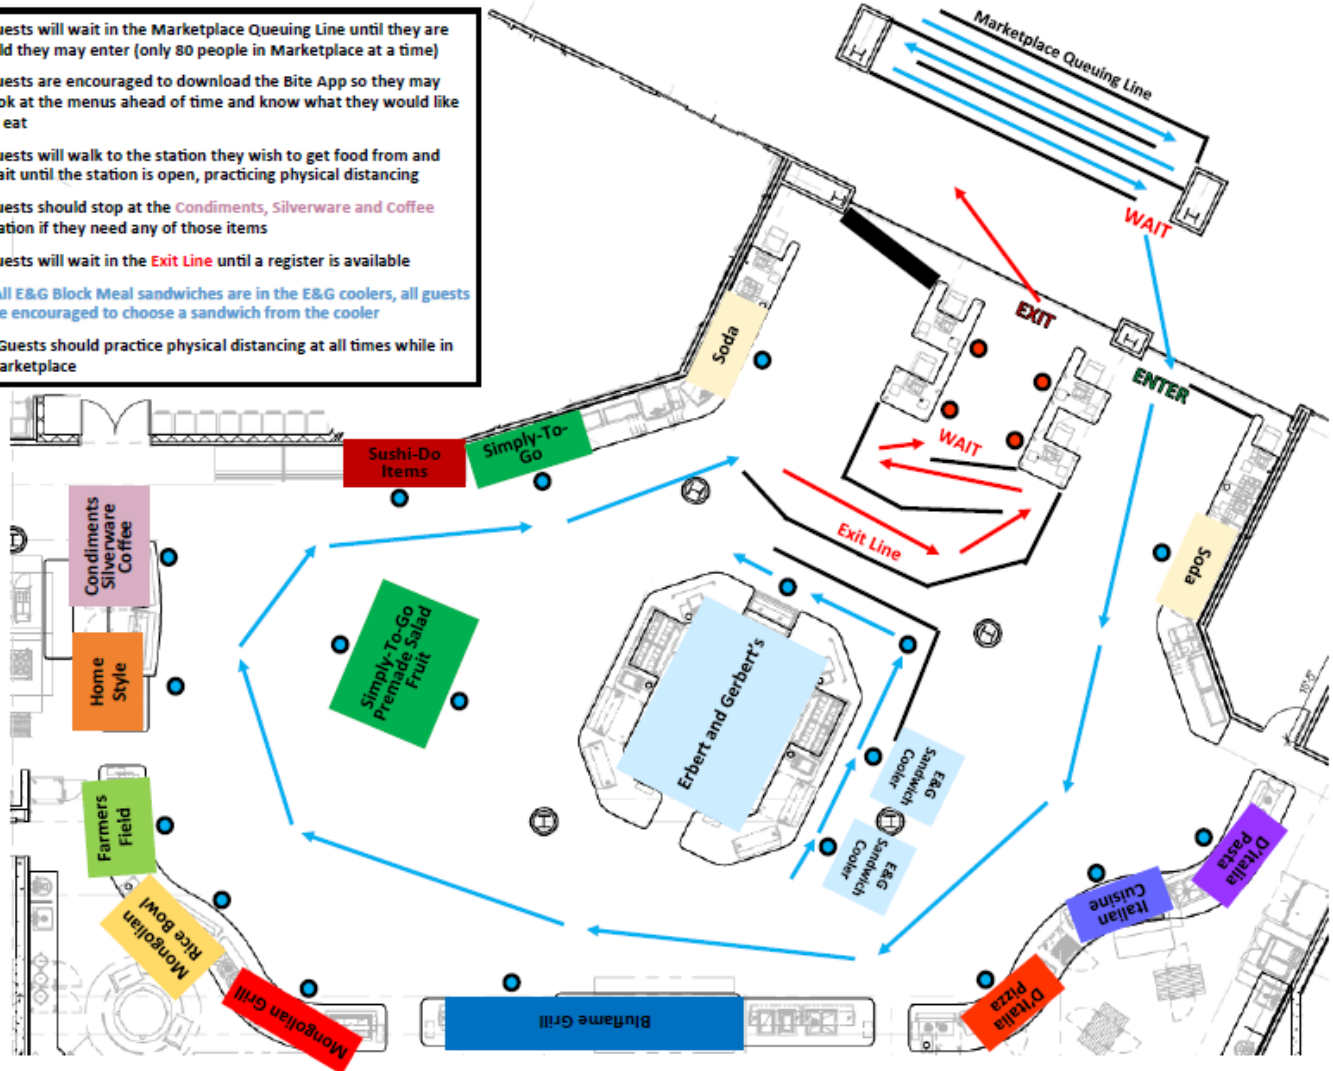 uests will wait in the Marketplace Queuing Line until they are
ld they may enter (only 80 people in Marketplace at a time)
uests are encouraged to download the Bite App so they may
ok at the menus ahead of time and know what they would like
eat
uests will walk to the station they wish to get food from and
ait until the station is open, practicing physical distancing
uests should stop at the Condiments, Silverware and Coffee
ation if they need any of those items
uests will wait in the Exit Line until a register is available
All E&G Block Meal sandwiches are in the E&G coolers, all guests
e encouraged to choose a sandwich from the cooler
Guests should practice physical distancing at all times while in
arketplace
Marketplace Queuing Line
WAIT
EXIT
ENTER
WAIT
Exit Line
Soda
Simply-To-
Go
Sushi-Do
Items
Condiments
Silverware
Coffee
Home
Style
Simply-To-Go
Premade Salad
Fruit
Erbert and Gerbert's
E&G
Sandwich
Cooler
E&G
Sandwich
Cooler
Soda
10'-0"
Farmers
Field
Mongolian
Rice Bowl
Mongolian Grill
Bluflame Grill
D'Italia
Pizza
Italian
Cuisine
D'Italia
Pasta